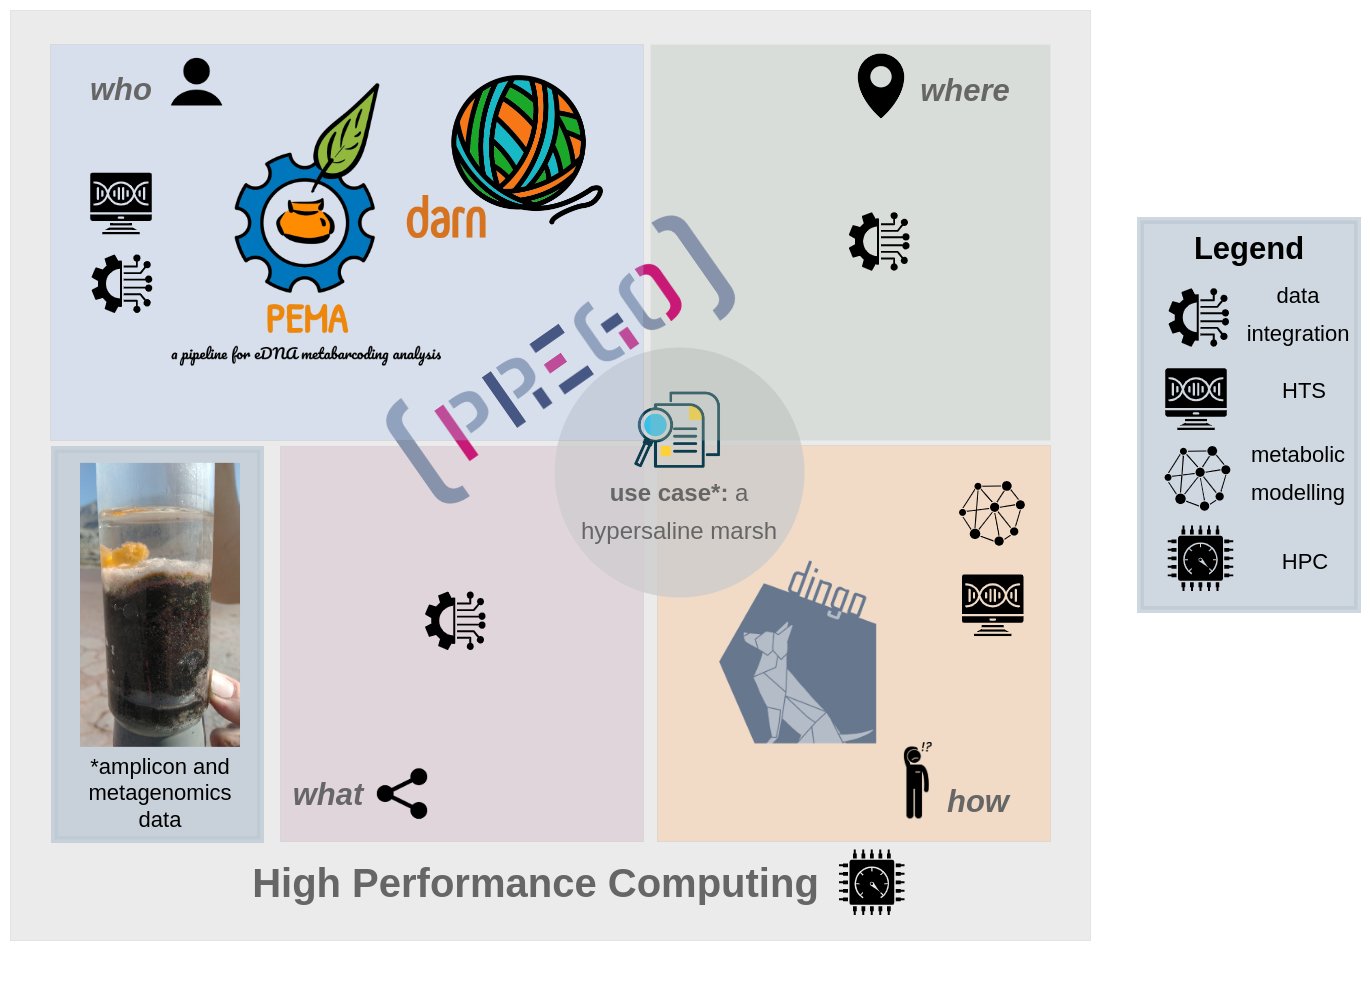 who
where
darn
PEMA
a pipeline for eDNA metabarcoding analysis
[PREGO]
use case*: a
hypersaline marsh
dingo
!?
*amplicon and
metagenomics
data
what
how
High Performance Computing
Legend
data
integration
HTS
metabolic
modelling
HPC